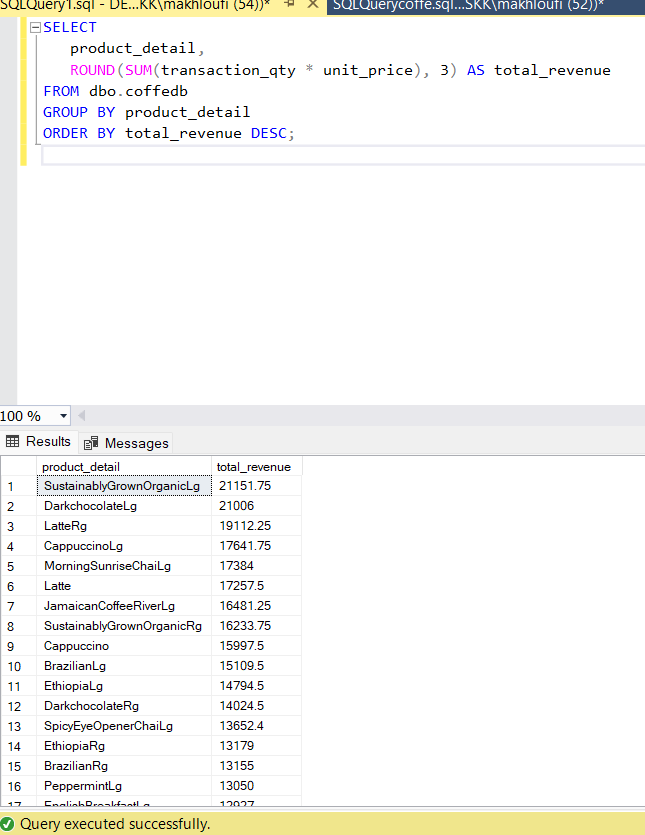 SQLQuery1.sql - DE...KK\makhloufi (54))* SQLQuerycoffe.sql...SKK\makhloufi (52))*
SELECT
product_detail,
ROUND(SUM(transaction_qty * unit_price), 3) AS total_revenue
FROM dbo.coffedb
GROUP BY product_detail
ORDER BY total_revenue DESC;
100 %
Results Messages
product_detail total_revenue
1 SustainablyGrownOrganicLg 21151.75
2 DarkchocolateLg 21006
3 LatteRg 19112.25
4 CappuccinoLg 17641.75
5 MorningSunriseChaiLg 17384
6 Latte 17257.5
7 JamaicanCoffeeRiverLg 16481.25
8 SustainablyGrownOrganicRg 16233.75
9 Cappuccino 15997.5
10 BrazilianLg 15109.5
11 EthiopiaLg 14794.5
12 DarkchocolateRg 14024.5
13 SpicyEyeOpenerChaiLg 13652.4
14 EthiopiaRg 13179
15 BrazilianRg 13155
16 PeppermintLg 13050
17 EnglishBreakfastLg 12927
Query executed successfully.